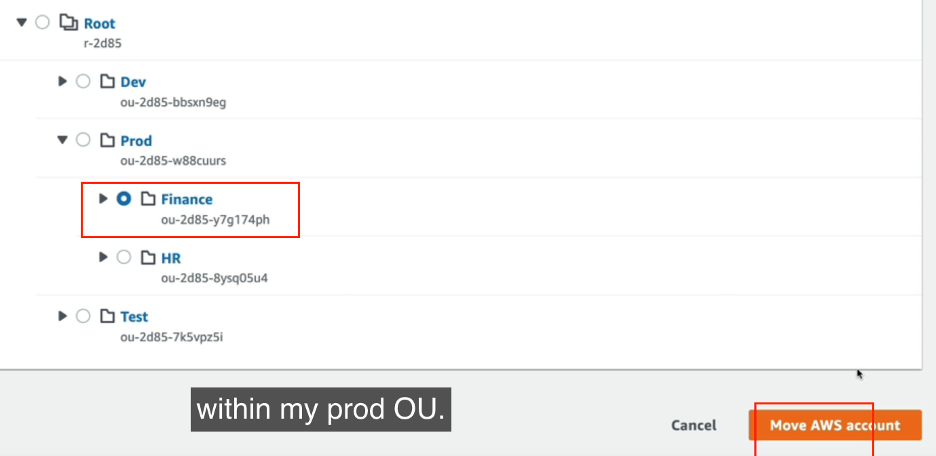 Root
r-2d85
Dev
ou-2d85-bbsxn9eg
Prod
ou-2d85-w88cuurs
Finance
ou-2d85-y7g174ph
HR
ou-2d85-8ysq05u4
Test
ou-2d85-7k5vpz5i
within my prod OU.
Cancel Move AWS account